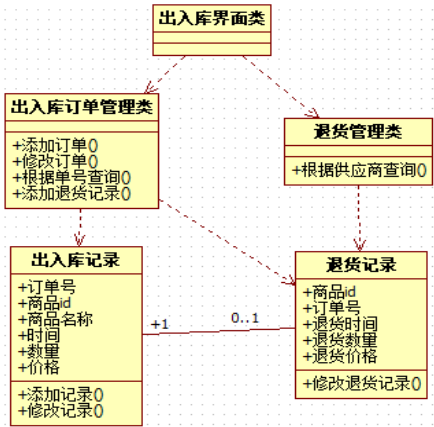 出入库界面类
出入库订单管理类
+添加订单()
+修改订单()
+根据单号查询()
+添加退货记录()
退货管理类
+根据供应商查询()
出入库记录
+订单号
+商品id
+商品名称
+时间
+数量
+价格
+添加记录()
+修改记录()
+1
0..1
退货记录
+商品id
+订单号
+退货时间
+退货数量
+退货价格
+修改退货记录()